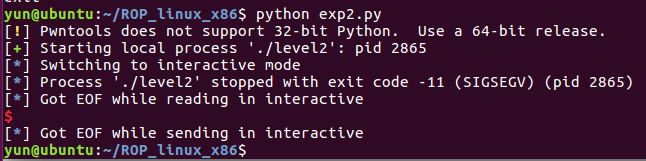 yun@ubuntu:~/ROP_linux_x86$ python exp2.py
[!] Pwntools does not support 32-bit Python.  Use a 64-bit release.
[+] Starting local process './level2': pid 2865
[*] Switching to interactive mode
[*] Process './level2' stopped with exit code -11 (SIGSEGV) (pid 2865)
[*] Got EOF while reading in interactive
$
[*] Got EOF while sending in interactive
yun@ubuntu:~/ROP_linux_x86$